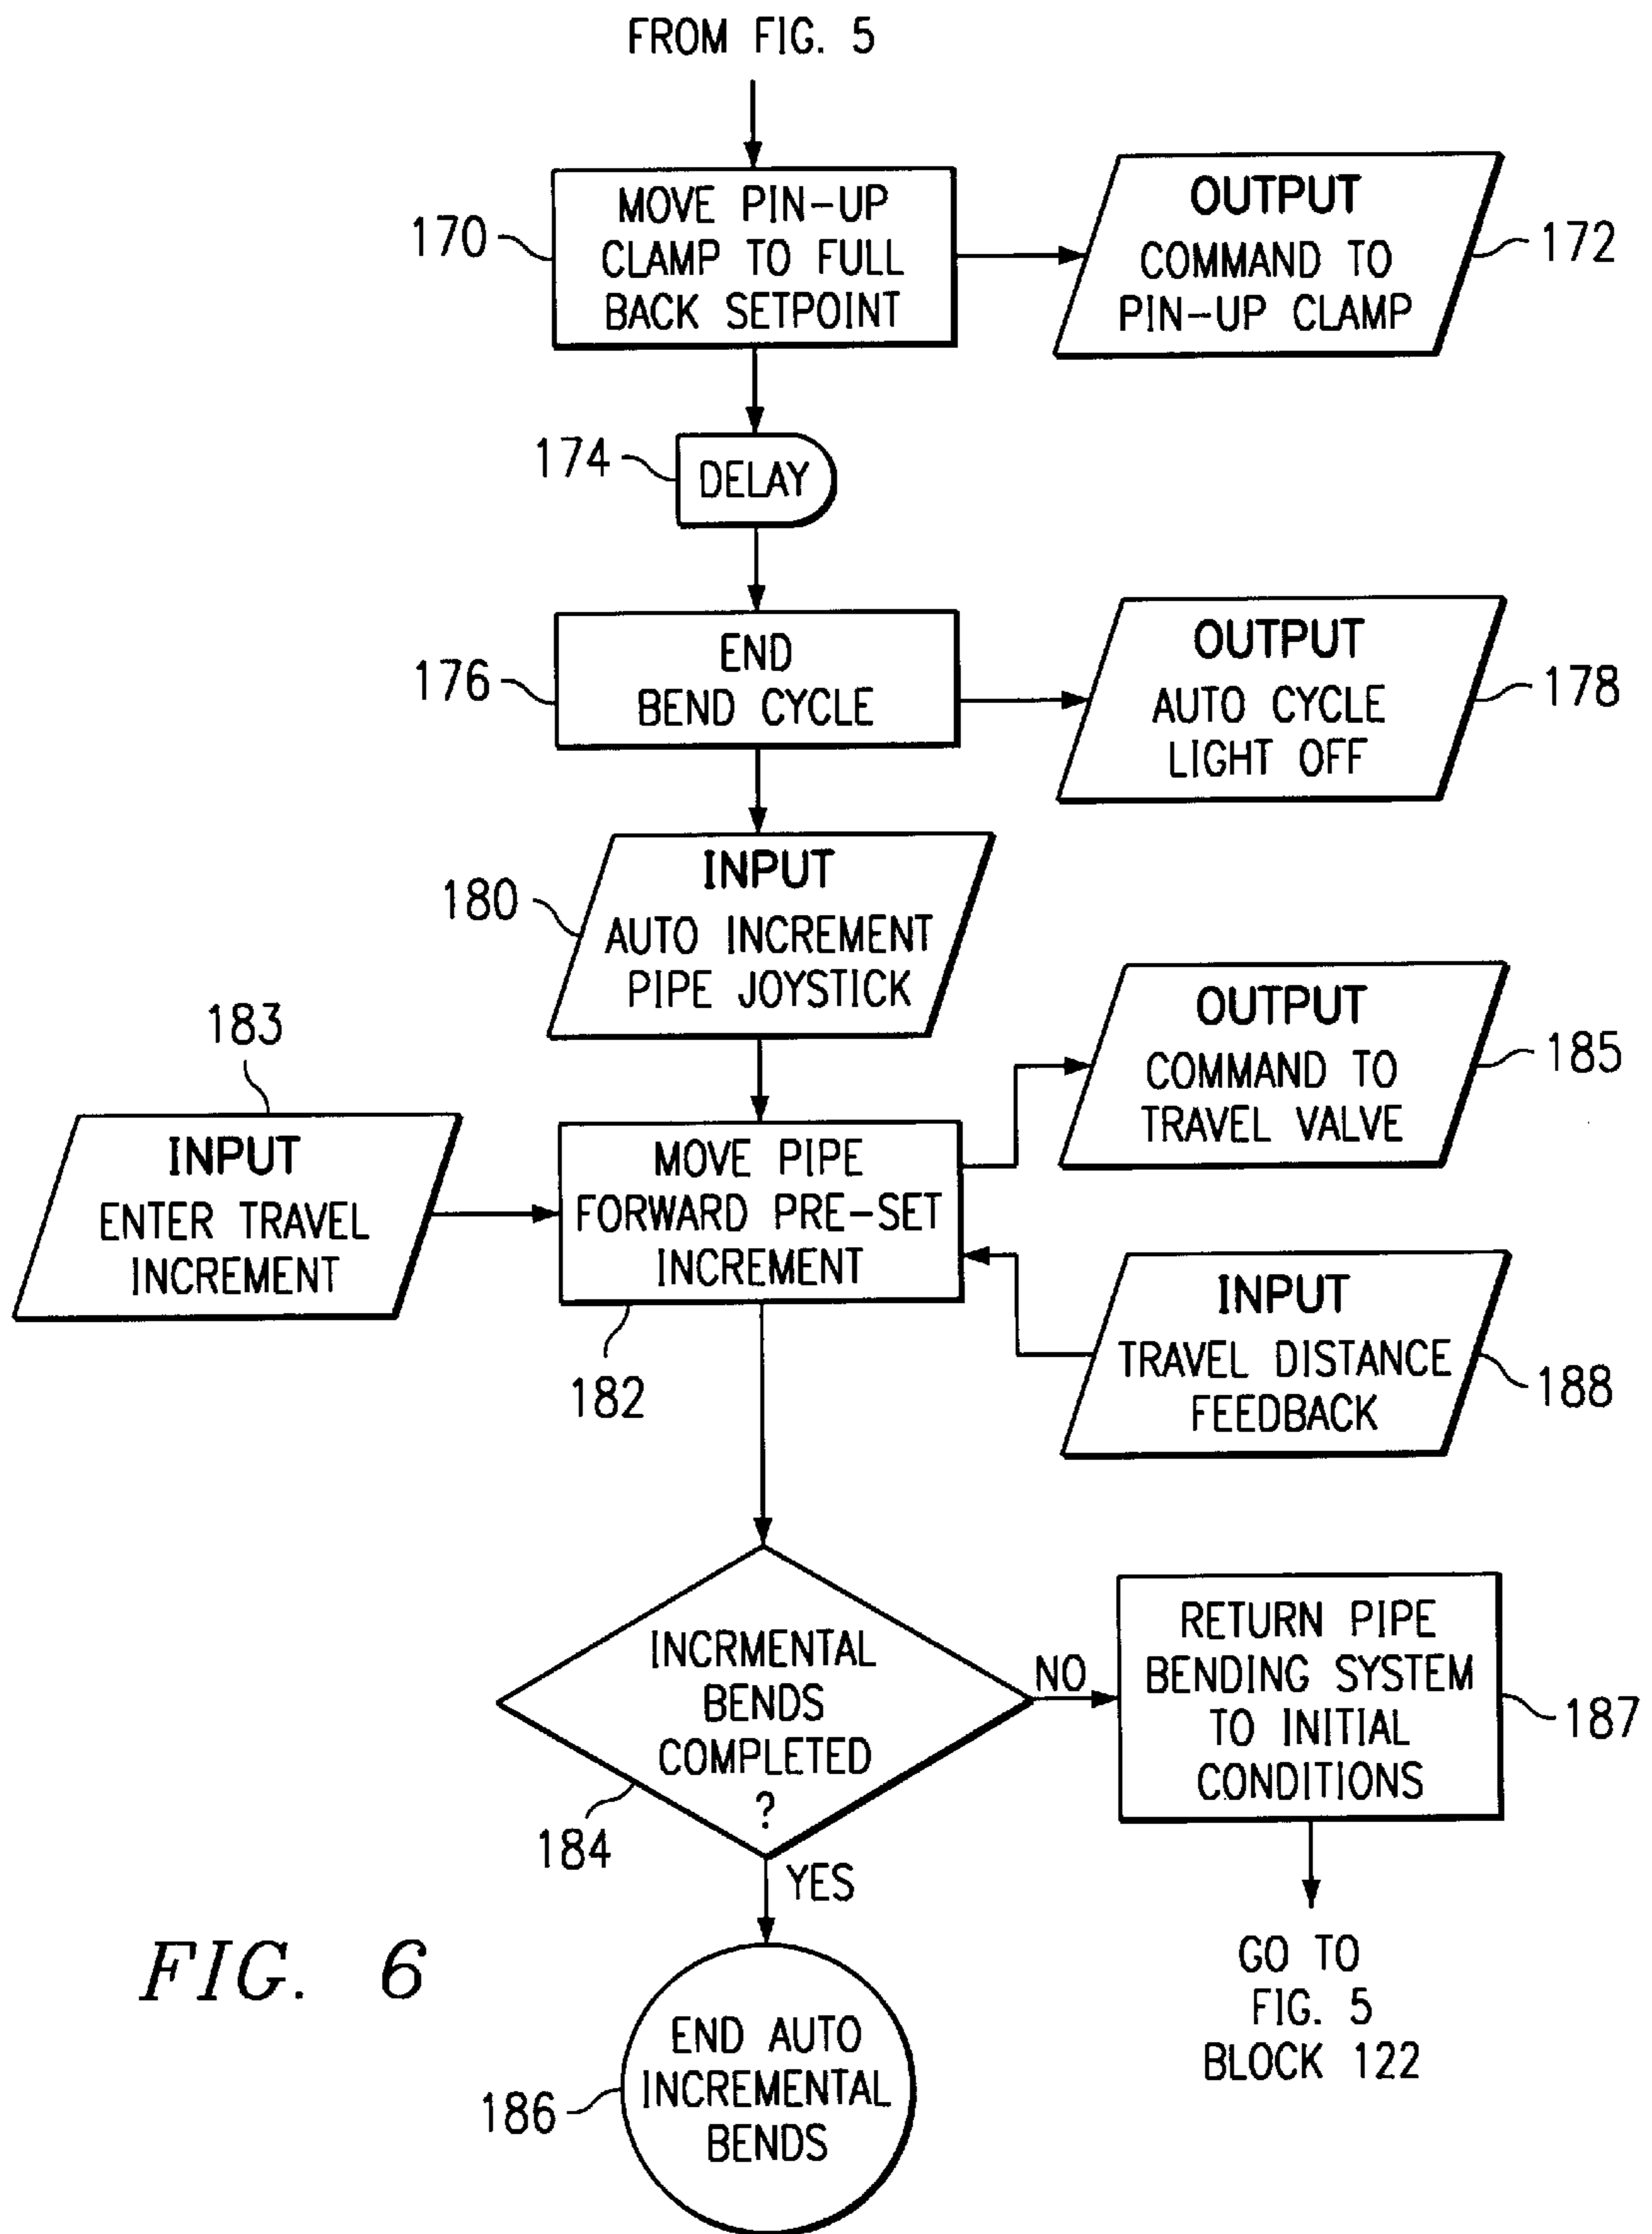 FROM FIG. 5
170
MOVE PIN-UP
CLAMP TO FULL
BACK SETPOINT
OUTPUT
COMMAND TO
PIN-UP CLAMP
172
174
DELAY
176
END
BEND CYCLE
OUTPUT
AUTO CYCLE
LIGHT OFF
178
180
INPUT
AUTO INCREMENT
PIPE JOYSTICK
183
INPUT
ENTER TRAVEL
INCREMENT
MOVE PIPE
FORWARD PRE-SET
INCREMENT
182
OUTPUT
COMMAND TO
TRAVEL VALVE
185
INPUT
TRAVEL DISTANCE
FEEDBACK
188
INCRMENTAL
BENDS
COMPLETED
?
184
NO
RETURN PIPE
BENDING SYSTEM
TO INITIAL
CONDITIONS
187
YES
GO TO
FIG. 5
BLOCK 122
END AUTO
INCREMENTAL
BENDS
186
FIG. 6